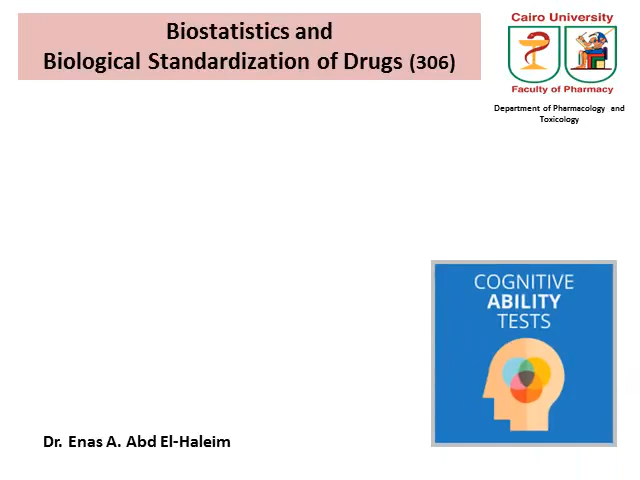 Biostatistics and
Biological Standardization of Drugs (306)
Cairo University
Faculty of Pharmacy
Department of Pharmacology and
Toxicology
COGNITIVE
ABILITY
TESTS
Dr. Enas A. Abd El-Haleim